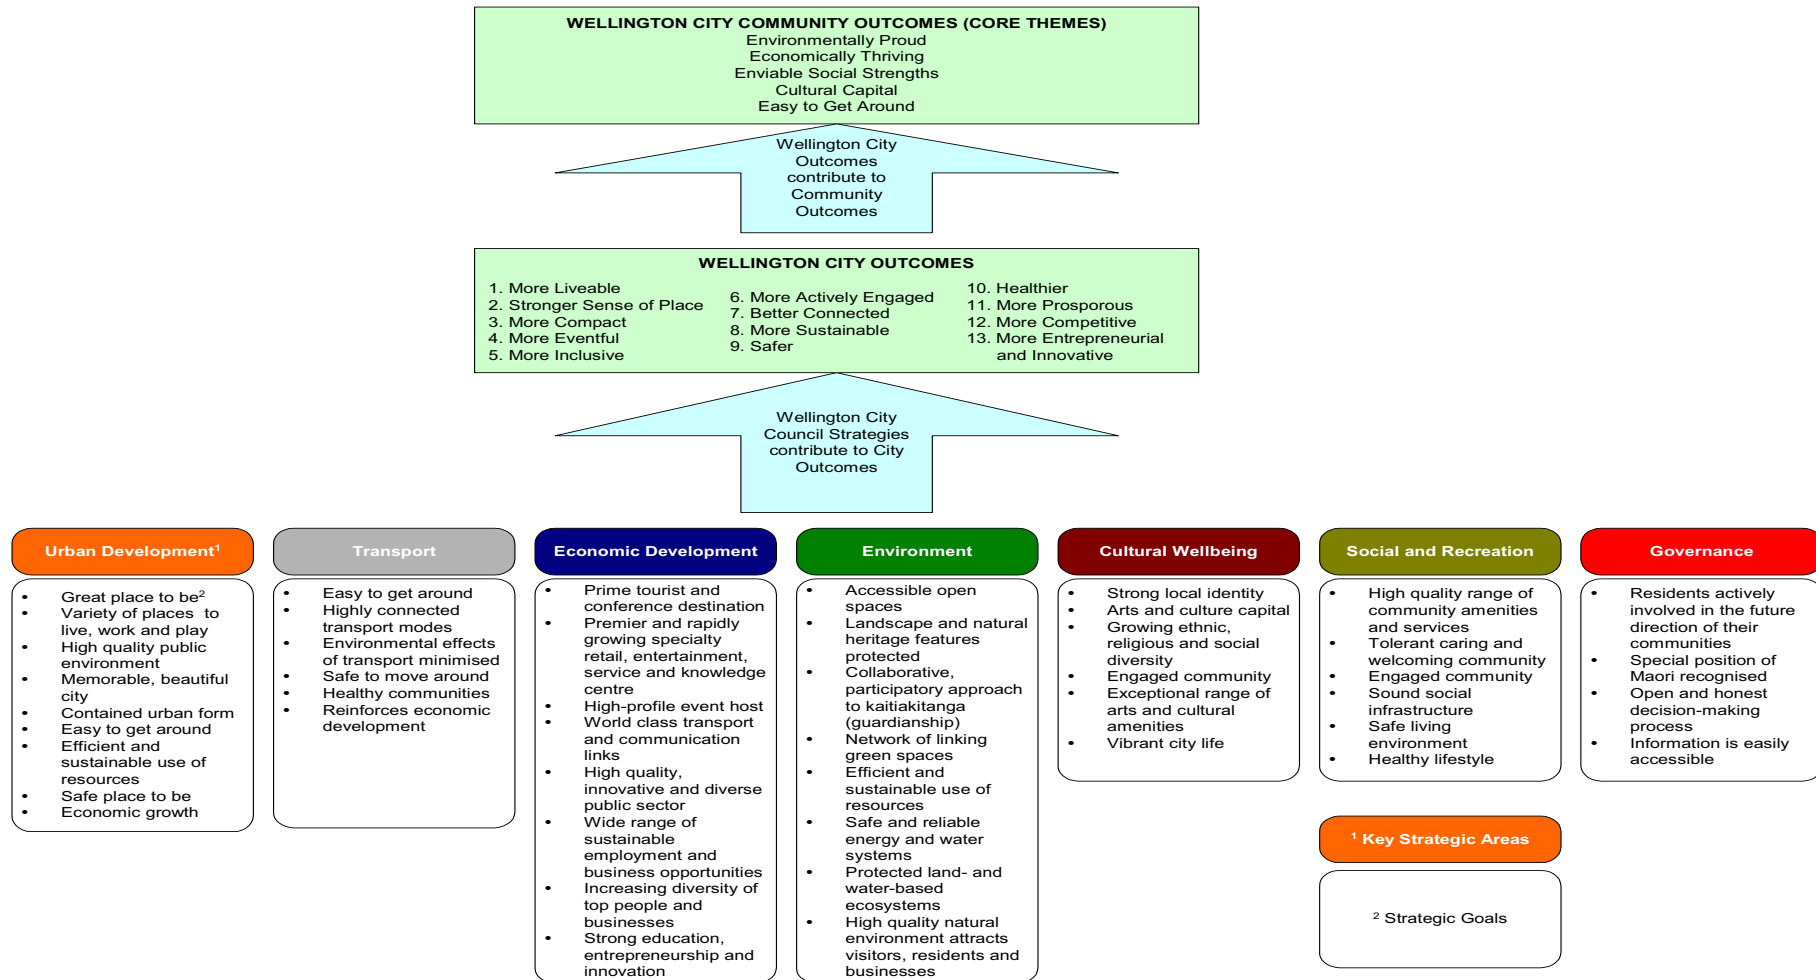 WELLINGTON CITY COMMUNITY OUTCOMES (CORE THEMES)
Environmentally Proud
Economically Thriving
Enviable Social Strengths
Cultural Capital
Easy to Get Around
Wellington City
Outcomes
contribute to
Community
Outcomes
WELLINGTON CITY OUTCOMES
1. More Liveable
2. Stronger Sense of Place
3. More Compact
4. More Eventful
5. More Inclusive
6. More Actively Engaged
7. Better Connected
8. More Sustainable
9. Safer
10. Healthier
11. More Prosporous
12. More Competitive
13. More Entrepreneurial
and Innovative
Wellington City
Council Strategies
contribute to City
Outcomes
Urban Development¹
• Great place to be²
• Variety of places to
live, work and play
• High quality public
environment
• Memorable, beautiful
city
• Contained urban form
• Easy to get around
• Efficient and
sustainable use of
resources
• Safe place to be
• Economic growth
Transport
• Easy to get around
• Highly connected
transport modes
• Environmental effects
of transport minimised
• Safe to move around
• Healthy communities
• Reinforces economic
development
Economic Development
• Prime tourist and
conference destination
• Premier and rapidly
growing specialty
retail, entertainment,
service and knowledge
centre
• High-profile event host
• World class transport
and communication
links
• High quality,
innovative and diverse
public sector
• Wide range of
sustainable
employment and
business opportunities
• Increasing diversity of
top people and
businesses
• Strong education,
entrepreneurship and
innovation
Environment
• Accessible open
spaces
• Landscape and natural
heritage features
protected
• Collaborative,
participatory approach
to kaitiakitanga
(guardianship)
• Network of linking
green spaces
• Efficient and
sustainable use of
resources
• Safe and reliable
energy and water
systems
• Protected land- and
water-based
ecosystems
• High quality natural
environment attracts
visitors, residents and
businesses
Cultural Wellbeing
• Strong local identity
• Arts and culture capital
• Growing ethnic,
religious and social
diversity
• Engaged community
• Exceptional range of
arts and cultural
amenities
• Vibrant city life
Social and Recreation
• High quality range of
community amenities
and services
• Tolerant caring and
welcoming community
• Engaged community
• Sound social
infrastructure
• Safe living
environment
• Healthy lifestyle
Governance
• Residents actively
involved in the future
direction of their
communities
• Special position of
Maori recognised
• Open and honest
decision-making
process
• Information is easily
accessible
¹ Key Strategic Areas
² Strategic Goals